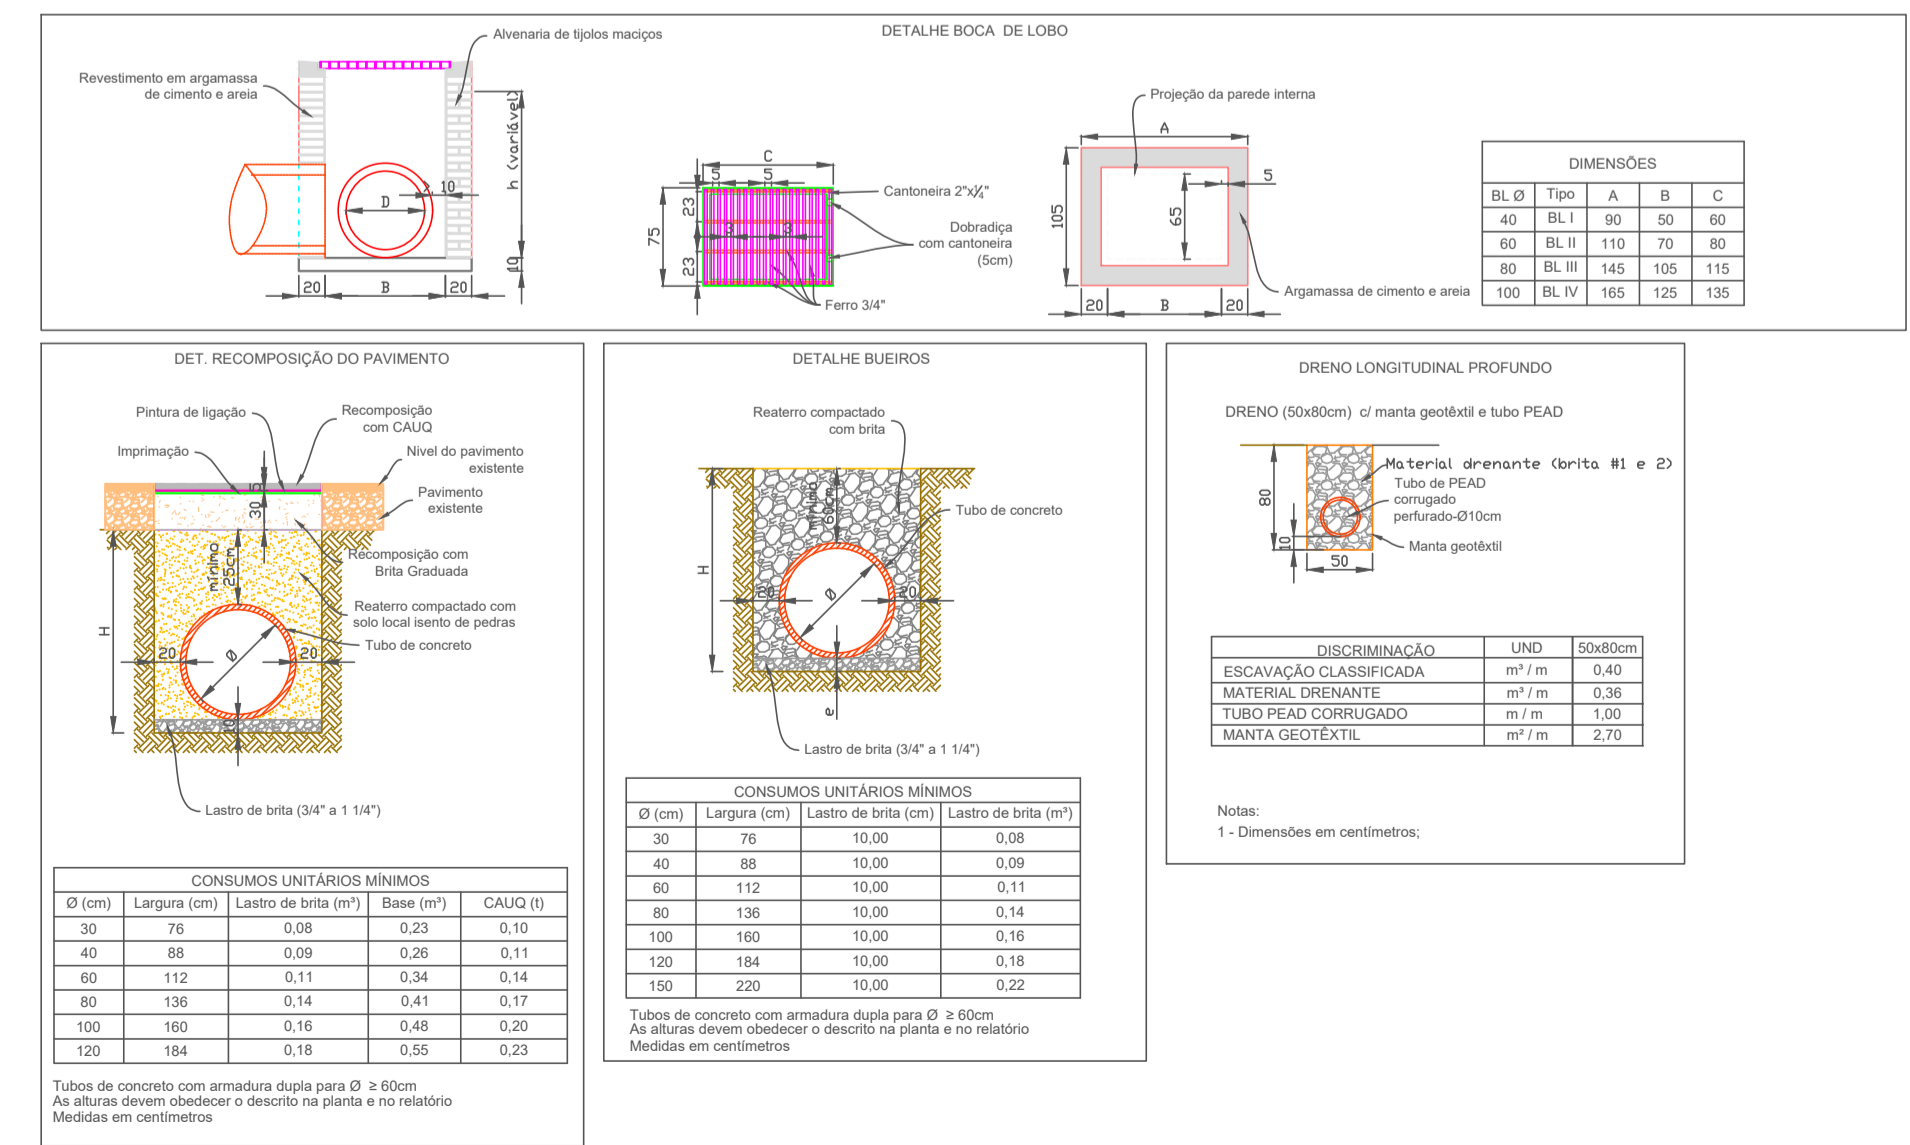 DETALHE BOCA DE LOBO
Alvenaria de tijolos maciços
Revestimento em argamassa
de cimento e areia
h (variável)
10
D
10
20
B
20
C
5
5
Cantoneira 2"x¼"
23
75
3
3
23
Dobradiça
com cantoneira
(5cm)
Ferro 3/4"
Projeção da parede interna
A
5
105
65
Argamassa de cimento e areia
20
B
20
DIMENSÕES
BL Ø Tipo A B C
40 BL I 90 50 60
60 BL II 110 70 80
80 BL III 145 105 115
100 BL IV 165 125 135
DET. RECOMPOSIÇÃO DO PAVIMENTO
Pintura de ligação
Recomposição
com CAUQ
Imprimação
Nivel do pavimento
existente
Pavimento
existente
5
30
Recomposição com
Brita Graduada
mínimo
25cm
Reaterro compactado com
solo local isento de pedras
Tubo de concreto
H
20
Ø
20
10
Lastro de brita (3/4" a 1 1/4")
CONSUMOS UNITÁRIOS MÍNIMOS
Ø (cm) Largura (cm) Lastro de brita (m³) Base (m³) CAUQ (t)
30 76 0,08 0,23 0,10
40 88 0,09 0,26 0,11
60 112 0,11 0,34 0,14
80 136 0,14 0,41 0,17
100 160 0,16 0,48 0,20
120 184 0,18 0,55 0,23
Tubos de concreto com armadura dupla para Ø ≥ 60cm
As alturas devem obedecer o descrito na planta e no relatório
Medidas em centímetros
DETALHE BUEIROS
Reaterro compactado
com brita
mínimo
60cm
Tubo de concreto
H
20
Ø
20
e
Lastro de brita (3/4" a 1 1/4")
CONSUMOS UNITÁRIOS MÍNIMOS
Ø (cm) Largura (cm) Lastro de brita (cm) Lastro de brita (m³)
30 76 10,00 0,08
40 88 10,00 0,09
60 112 10,00 0,11
80 136 10,00 0,14
100 160 10,00 0,16
120 184 10,00 0,18
150 220 10,00 0,22
Tubos de concreto com armadura dupla para Ø ≥ 60cm
As alturas devem obedecer o descrito na planta e no relatório
Medidas em centímetros
DRENO LONGITUDINAL PROFUNDO
DRENO (50x80cm) c/ manta geotêxtil e tubo PEAD
Material drenante (brita #1 e 2)
Tubo de PEAD
corrugado
perfurado-Ø10cm
Manta geotêxtil
80
10
50
DISCRIMINAÇÃO UND 50x80cm
ESCAVAÇÃO CLASSIFICADA m³ / m 0,40
MATERIAL DRENANTE m³ / m 0,36
TUBO PEAD CORRUGADO m / m 1,00
MANTA GEOTÊXTIL m² / m 2,70
Notas:
1 - Dimensões em centímetros;